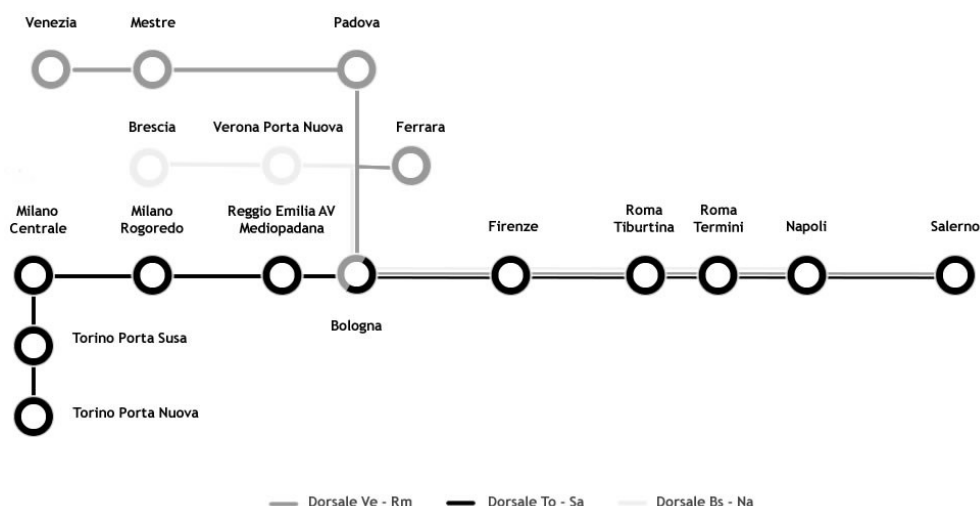 Venezia
Mestre
Padova
Brescia
Verona Porta Nuova
Ferrara
Milano
Centrale
Milano
Rogoredo
Reggio Emilia AV
Mediopadana
Firenze
Roma
Tiburtina
Roma
Termini
Napoli
Salerno
Bologna
Torino Porta Susa
Torino Porta Nuova
Dorsale Ve - Rm
Dorsale To - Sa
Dorsale Bs - Na